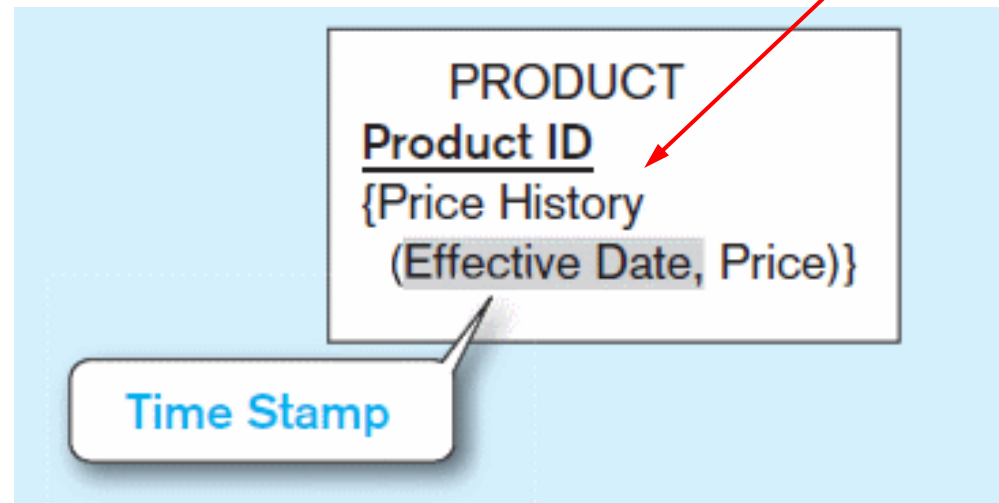 PRODUCT
Product ID
{Price History
(Effective Date, Price)}
Time Stamp